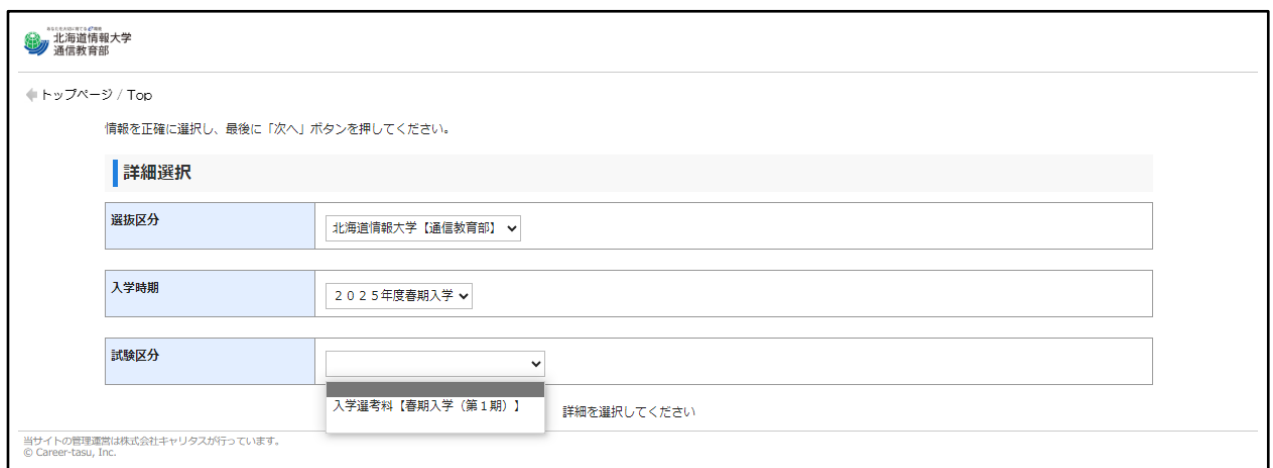 北海道情報大学
通信教育部
トップページ / Top
情報を正確に選択し、最後に「次へ」ボタンを押してください。
詳細選択
選抜区分
北海道情報大学【通信教育部】
入学時期
２０２５年度春期入学
試験区分
入学選考料【春期入学（第１期）】
詳細を選択してください
当サイトの管理運営は株式会社キャリタスが行っています。
© Career-tasu, Inc.